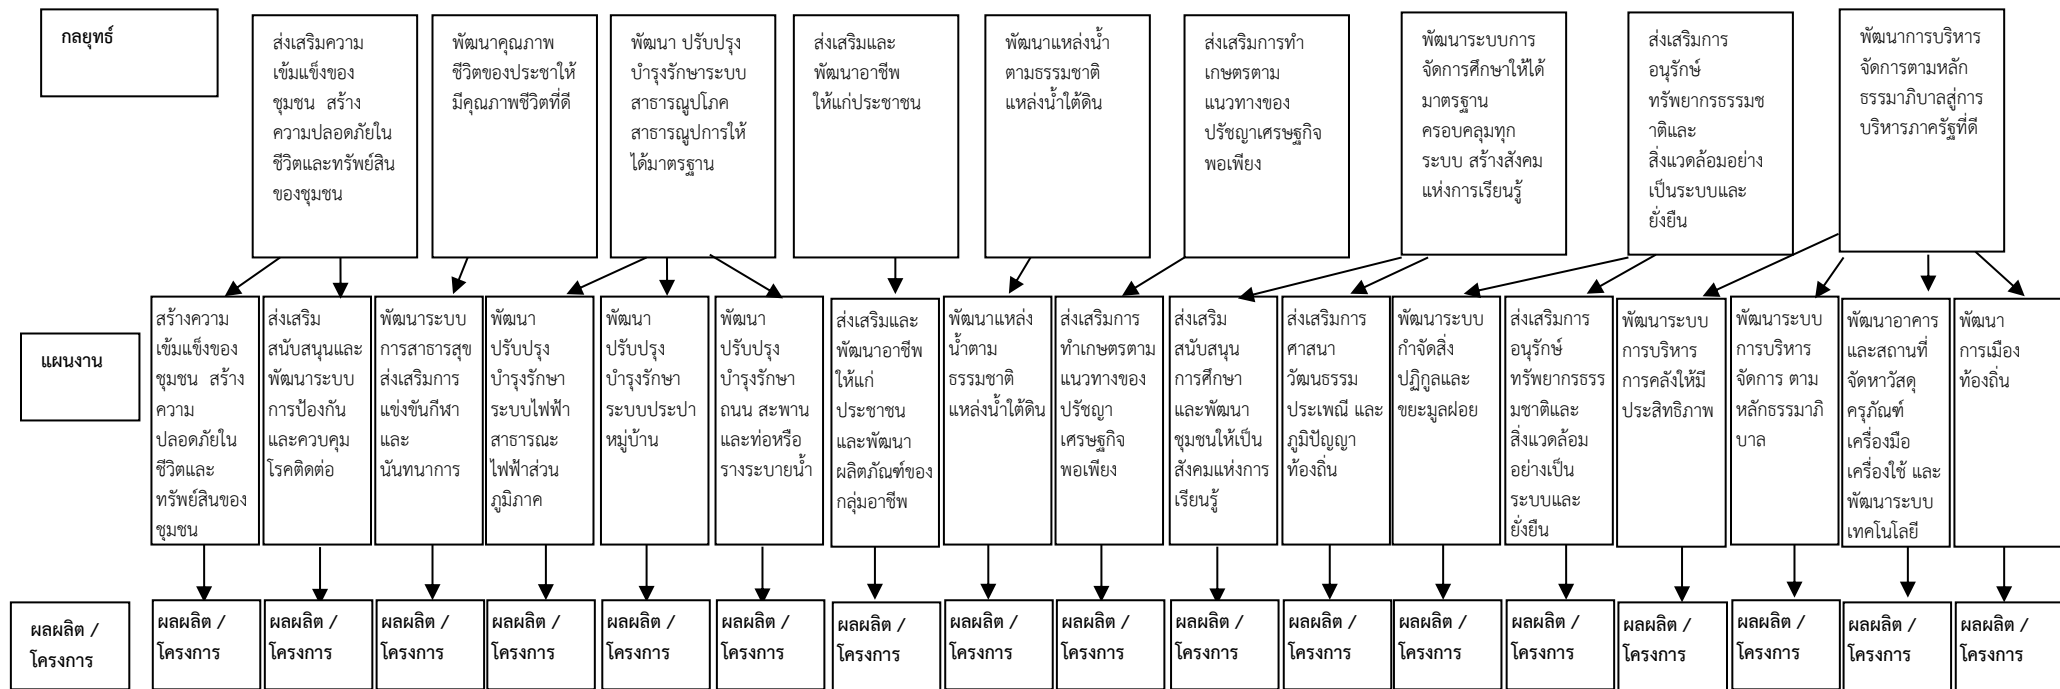 กลยุทธ์
ส่งเสริมความ
เข้มแข็งของ
ชุมชน สร้าง
ความปลอดภัยใน
ชีวิตและทรัพย์สิน
ของชุมชน
พัฒนาคุณภาพ
ชีวิตของประชาให้
มีคุณภาพชีวิตที่ดี
พัฒนา ปรับปรุง
บำรุงรักษาระบบ
สาธารณูปโภค
สาธารณูปการให้
ได้มาตรฐาน
ส่งเสริมและ
พัฒนาอาชีพ
ให้แก่ประชาชน
พัฒนาแหล่งน้ำ
ตามธรรมชาติ
แหล่งน้ำใต้ดิน
ส่งเสริมการทำ
เกษตรตาม
แนวทางของ
ปรัชญาเศรษฐกิจ
พอเพียง
พัฒนาระบบการ
จัดการศึกษาให้ได้
มาตรฐาน
ครอบคลุมทุก
ระบบ สร้างสังคม
แห่งการเรียนรู้
ส่งเสริมการ
อนุรักษ์
ทรัพยากรธรรมช
าติและ
สิ่งแวดล้อมอย่าง
เป็นระบบและ
ยั่งยืน
พัฒนาการบริหาร
จัดการตามหลัก
ธรรมาภิบาลสู่การ
บริหารภาครัฐที่ดี
แผนงาน
สร้างความ
เข้มแข็งของ
ชุมชน สร้าง
ความ
ปลอดภัยใน
ชีวิตและ
ทรัพย์สินของ
ชุมชน
ส่งเสริม
สนับสนุนและ
พัฒนาระบบ
การป้องกัน
และควบคุม
โรคติดต่อ
พัฒนาระบบ
การสาธารสุข
ส่งเสริมการ
แข่งขันกีฬา
และ
นันทนาการ
พัฒนา
ปรับปรุง
บำรุงรักษา
ระบบไฟฟ้า
สาธารณะ
ไฟฟ้าส่วน
ภูมิภาค
พัฒนา
ปรับปรุง
บำรุงรักษา
ระบบประปา
หมู่บ้าน
พัฒนา
ปรับปรุง
บำรุงรักษา
ถนน สะพาน
และท่อหรือ
รางระบายน้ำ
ส่งเสริมและ
พัฒนาอาชีพ
ให้แก่
ประชาชน
และพัฒนา
ผลิตภัณฑ์ของ
กลุ่มอาชีพ
พัฒนาแหล่ง
น้ำตาม
ธรรมชาติ
แหล่งน้ำใต้ดิน
ส่งเสริมการ
ทำเกษตรตาม
แนวทางของ
ปรัชญา
เศรษฐกิจ
พอเพียง
ส่งเสริม
สนับสนุน
การศึกษา
และพัฒนา
ชุมชนให้เป็น
สังคมแห่งการ
เรียนรู้
ส่งเสริมการ
ศาสนา
วัฒนธรรม
ประเพณี และ
ภูมิปัญญา
ท้องถิ่น
พัฒนาระบบ
กำจัดสิ่ง
ปฏิกูลและ
ขยะมูลฝอย
ส่งเสริมการ
อนุรักษ์
ทรัพยากรธรร
มชาติและ
สิ่งแวดล้อม
อย่างเป็น
ระบบและ
ยั่งยืน
พัฒนาระบบ
การบริหาร
การคลังให้มี
ประสิทธิภาพ
พัฒนาระบบ
การบริหาร
จัดการ ตาม
หลักธรรมาภิ
บาล
พัฒนาอาคาร
และสถานที่
จัดหาวัสดุ
ครุภัณฑ์
เครื่องมือ
เครื่องใช้ และ
พัฒนาระบบ
เทคโนโลยี
พัฒนา
การเมือง
ท้องถิ่น
ผลผลิต /
โครงการ
ผลผลิต /
โครงการ
ผลผลิต /
โครงการ
ผลผลิต /
โครงการ
ผลผลิต /
โครงการ
ผลผลิต /
โครงการ
ผลผลิต /
โครงการ
ผลผลิต /
โครงการ
ผลผลิต /
โครงการ
ผลผลิต /
โครงการ
ผลผลิต /
โครงการ
ผลผลิต /
โครงการ
ผลผลิต /
โครงการ
ผลผลิต /
โครงการ
ผลผลิต /
โครงการ
ผลผลิต /
โครงการ
ผลผลิต /
โครงการ
ผลผลิต /
โครงการ